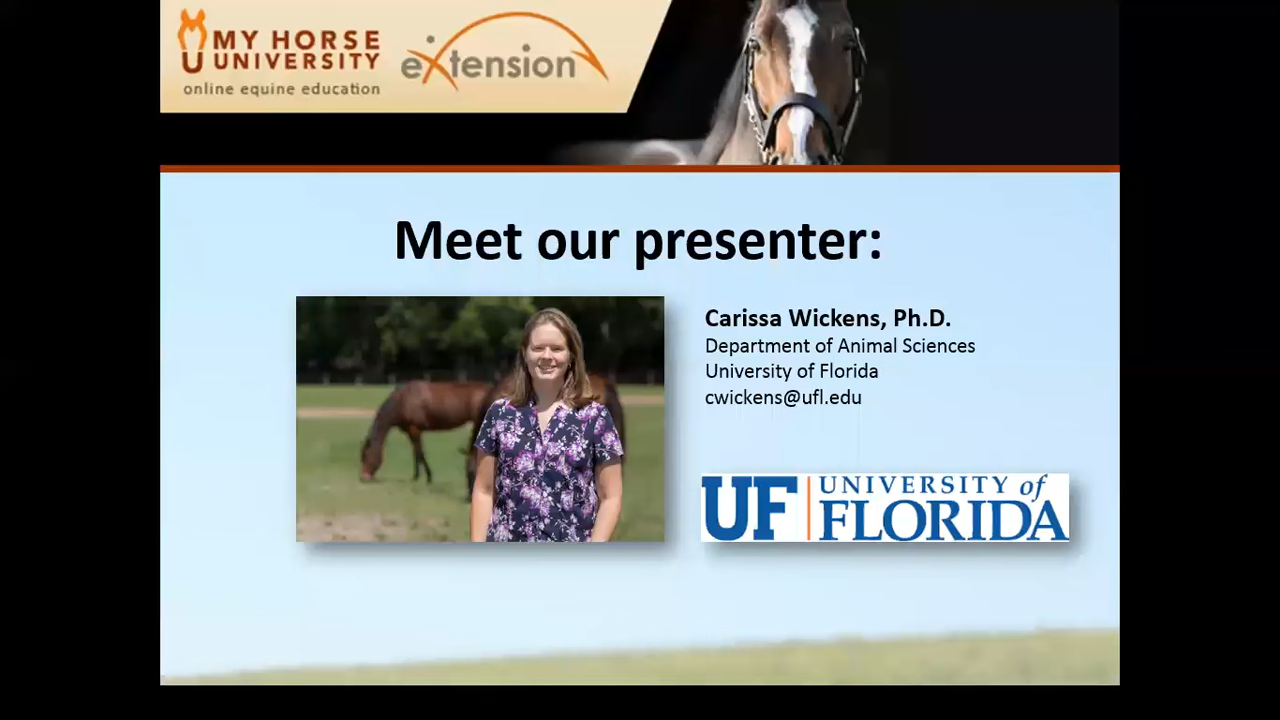 MY HORSE
UNIVERSITY
online equine education
eXtension
Meet our presenter:
Carissa Wickens, Ph.D.
Department of Animal Sciences
University of Florida
cwickens@ufl.edu
UF UNIVERSITY of
FLORIDA